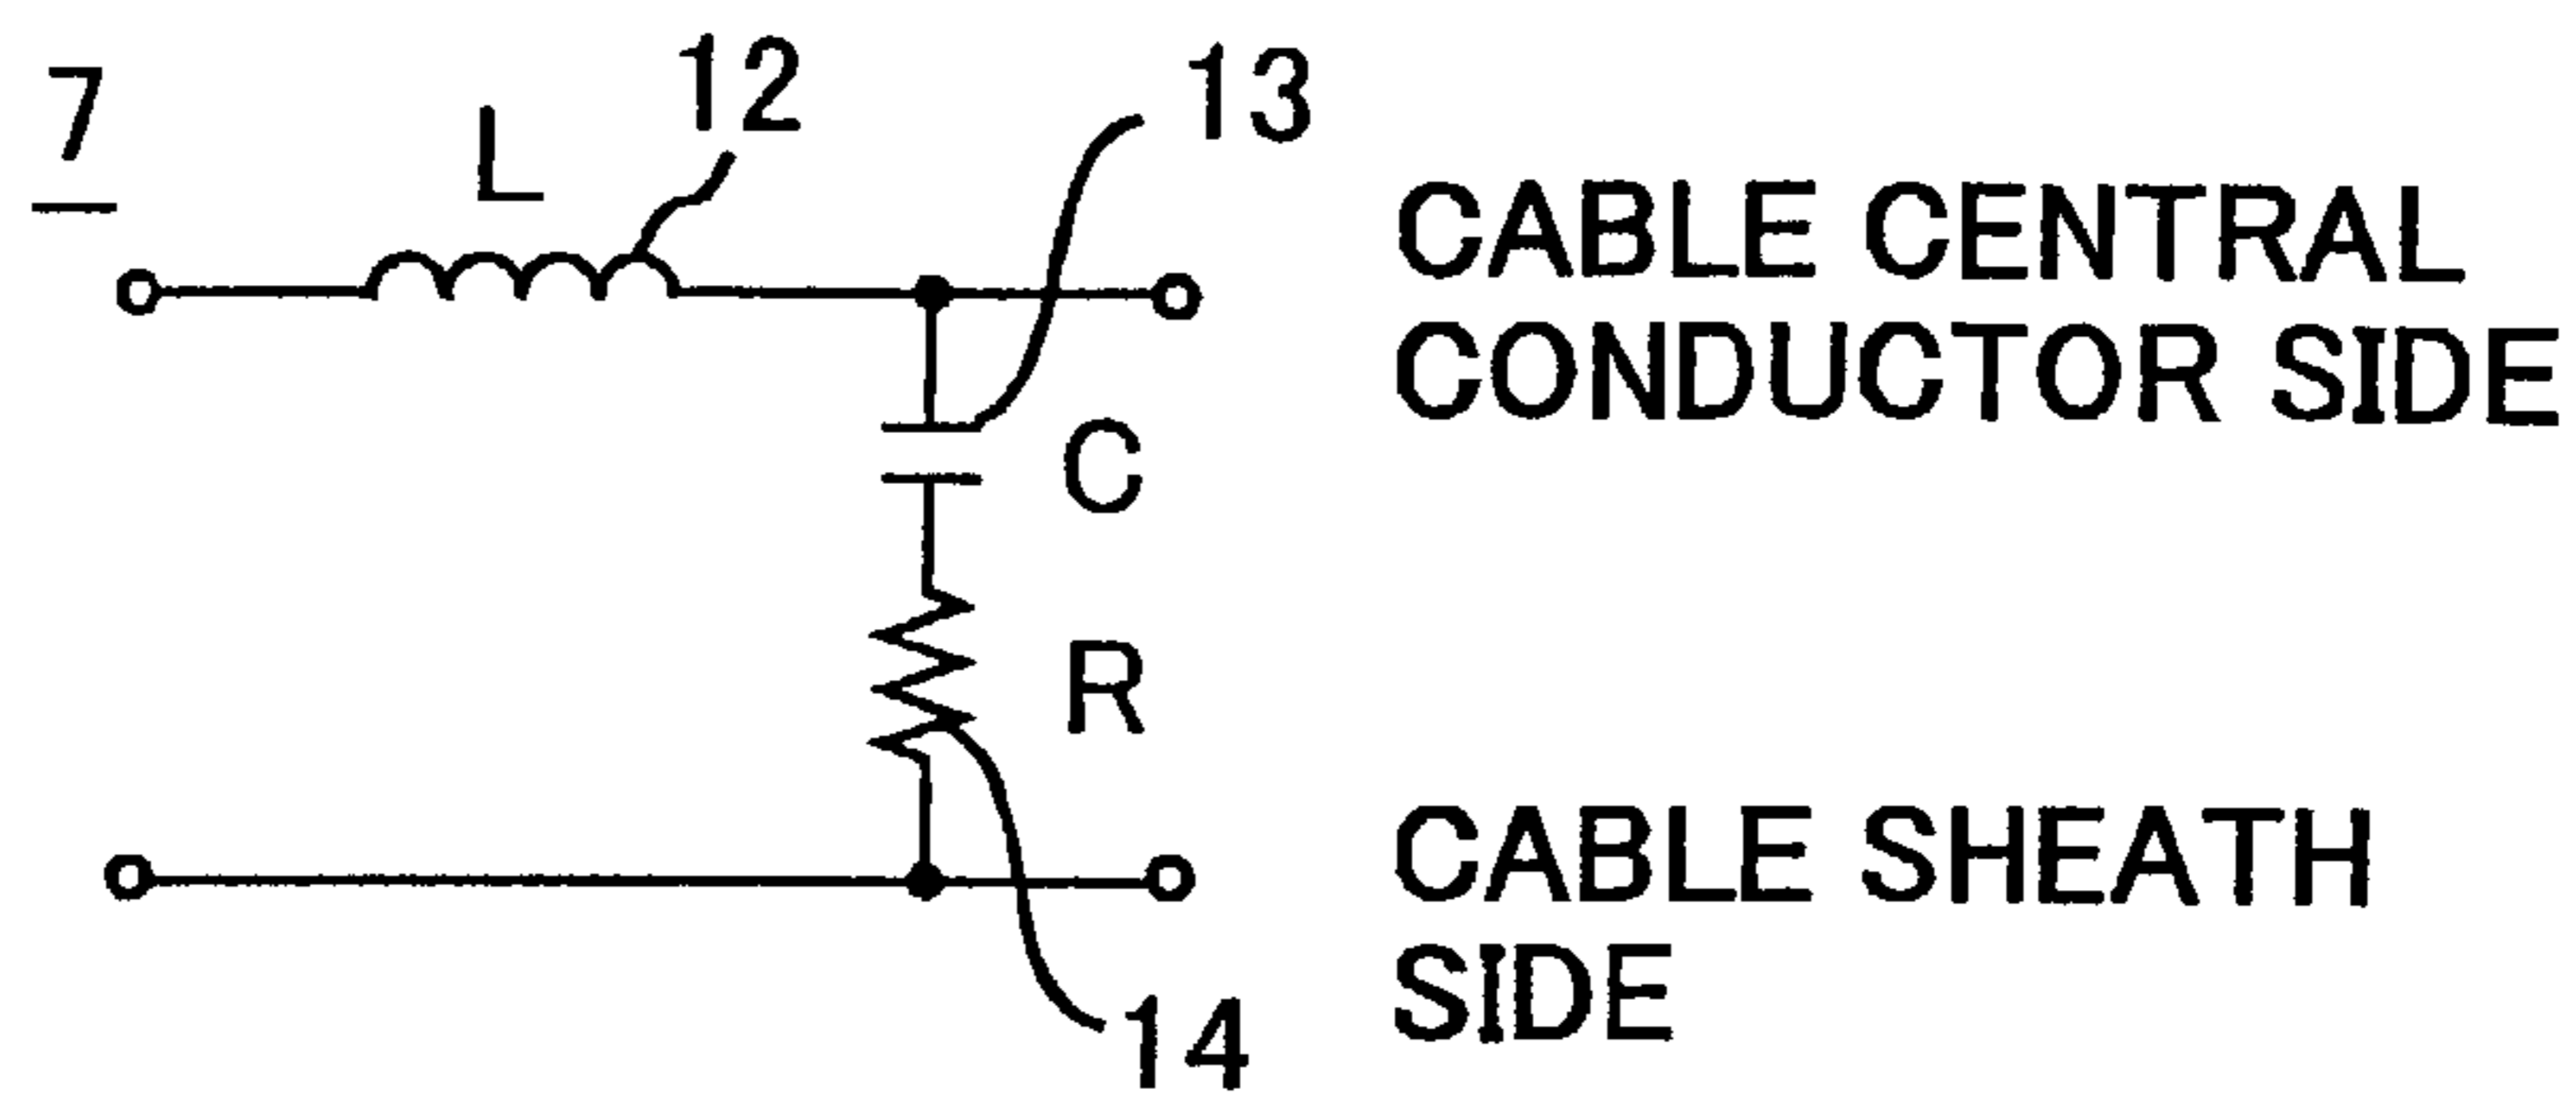 7
L
12
13
CABLE CENTRAL
CONDUCTOR SIDE
C
R
CABLE SHEATH
SIDE
14